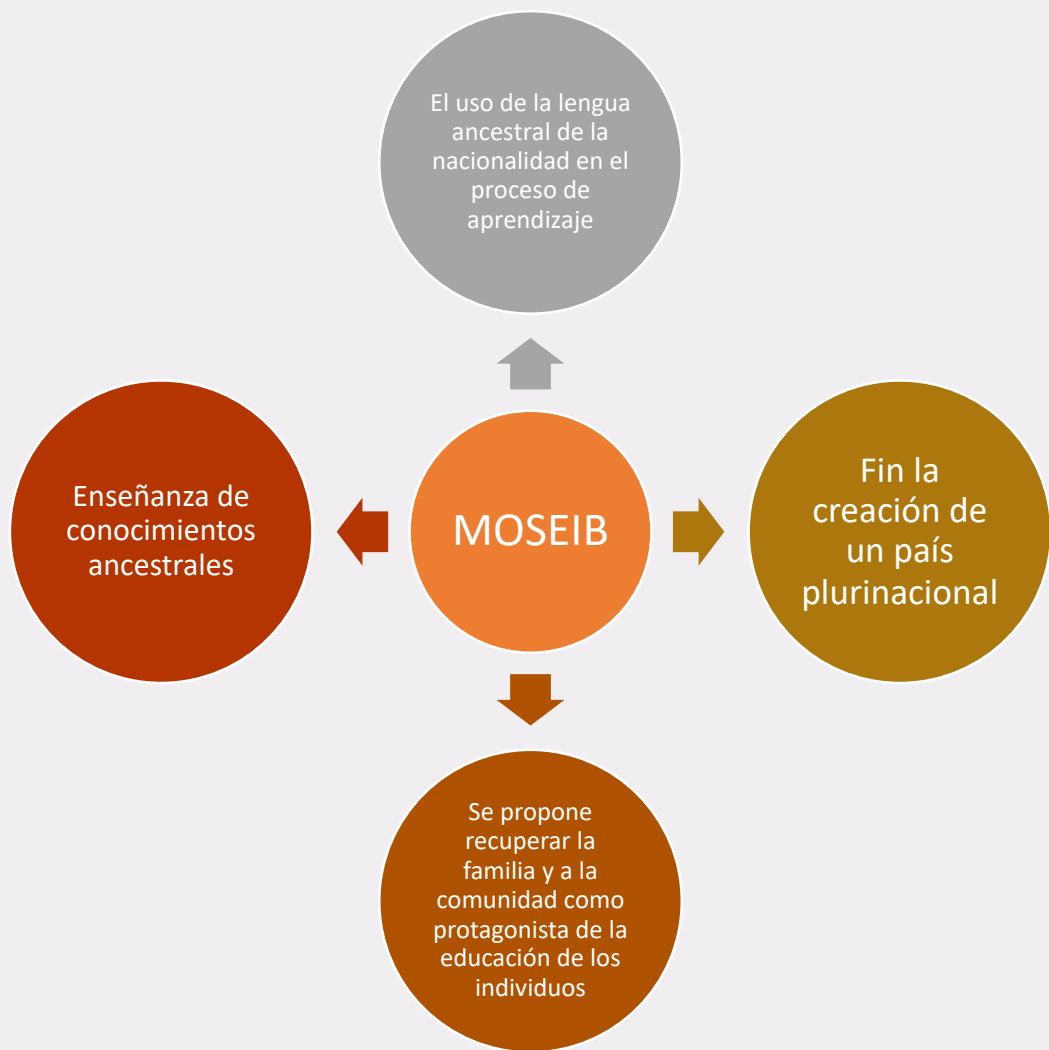 El uso de la lengua
ancestral de la
nacionalidad en el
proceso de
aprendizaje
Enseñanza de
conocimientos
ancestrales
MOSEIB
Fin la
creación de
un país
plurinacional
Se propone
recuperar la
familia y a la
comunidad como
protagonista de la
educación de los
individuos